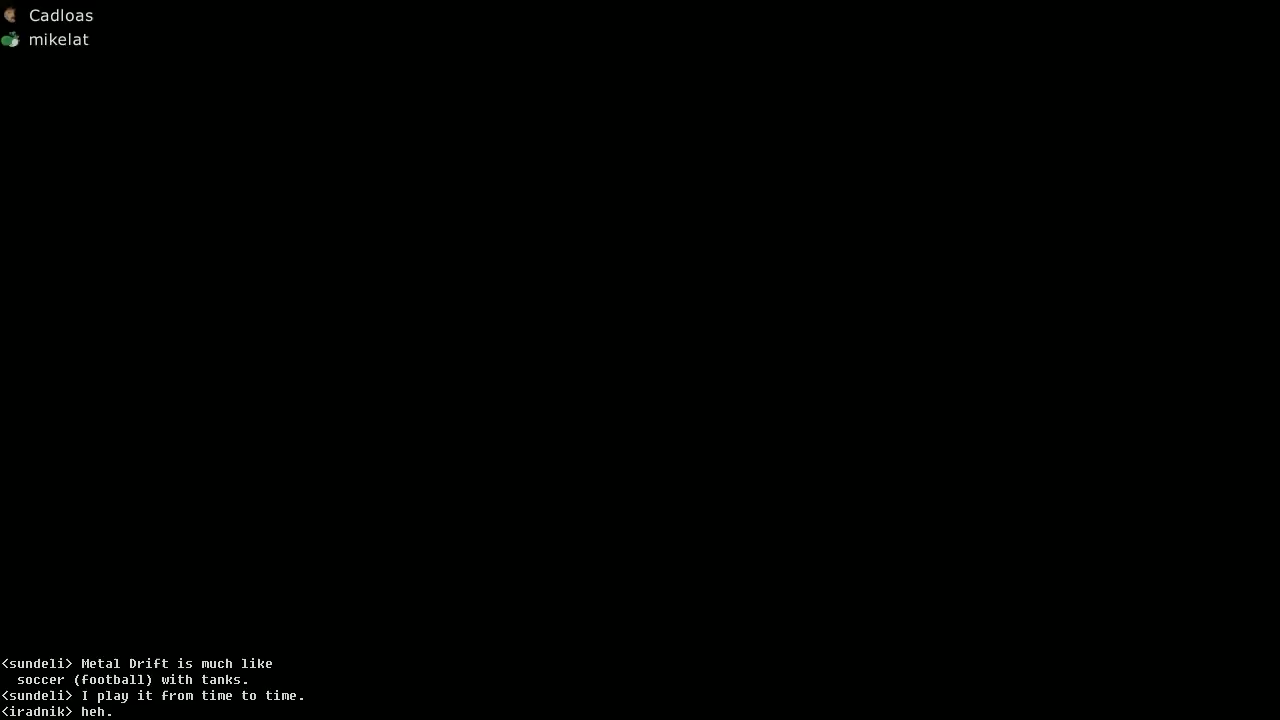 Cadloas
mikelat
<sundeli> Metal Drift is much like
soccer (football) with tanks.
<sundeli> I play it from time to time.
<iradnik> heh.